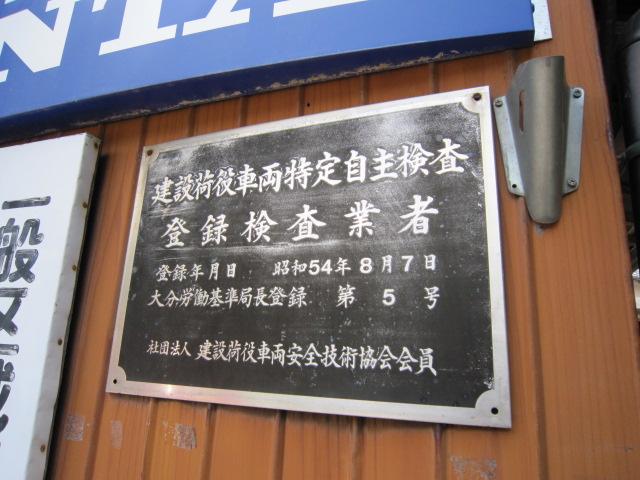 建設荷役車両特定自主検査
登録検査業者
登録年月日 昭和54年8月7日
大分労働基準局長登録 第5号
社団法人 建設荷役車両安全技術協会会員
一般